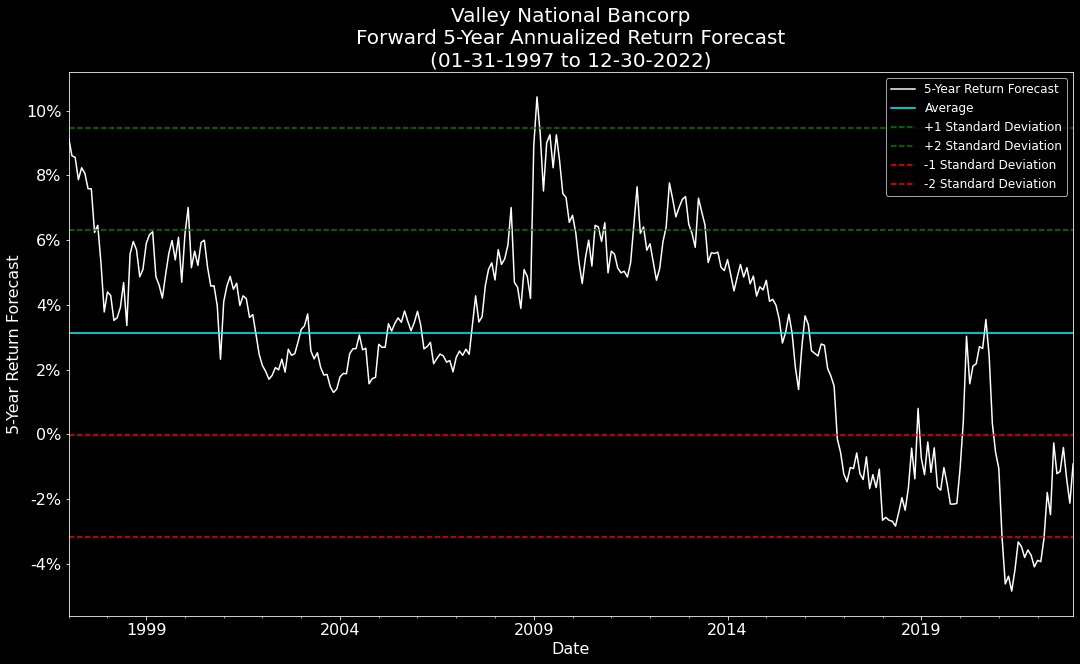 Valley National Bancorp
Forward 5-Year Annualized Return Forecast
(01-31-1997 to 12-30-2022)
5-Year Return Forecast
Average
+1 Standard Deviation
+2 Standard Deviation
-1 Standard Deviation
-2 Standard Deviation
5-Year Return Forecast
10%
8%
6%
4%
2%
0%
-2%
-4%
1999 2004 2009 2014 2019
Date